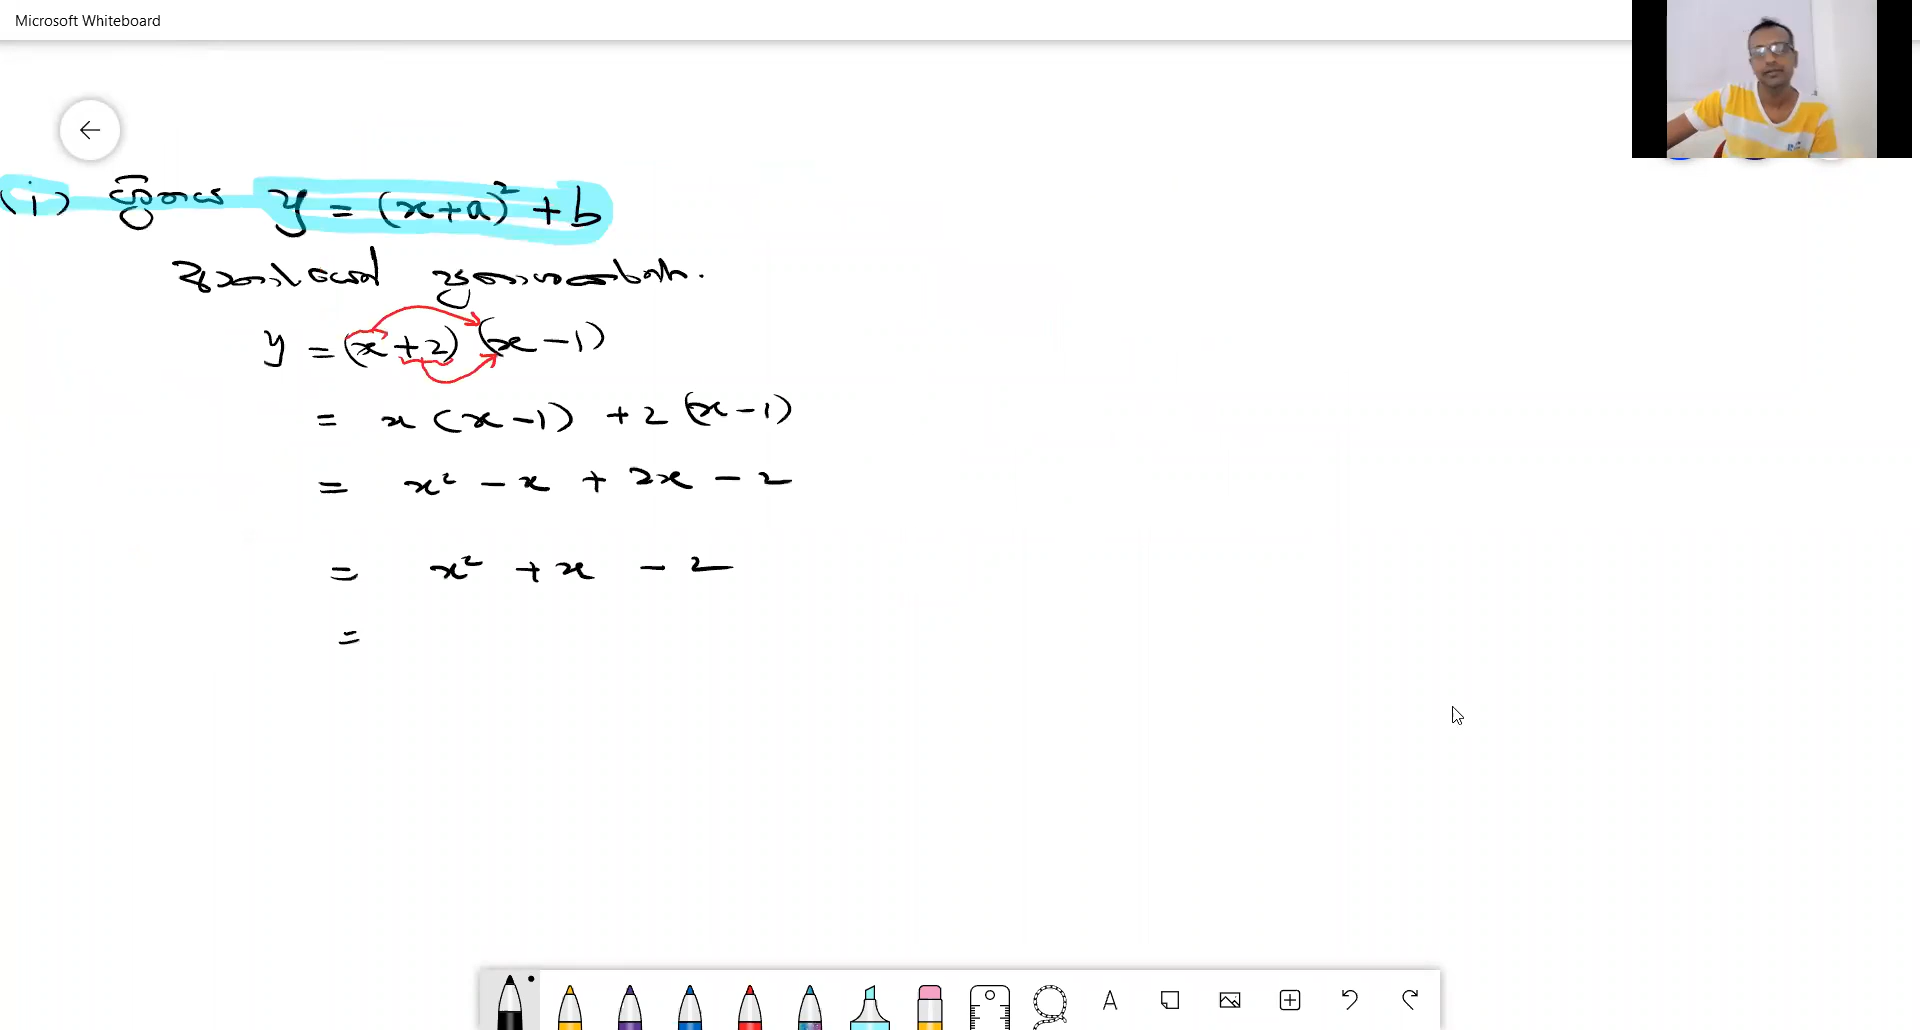 Microsoft Whiteboard
(i) ශ්‍රිතය y = (x+a)² + b
y = (x+2) (x-1)
= x (x-1) +2 (x-1)
= x² - x + 2x - 2
= x² + x - 2
=